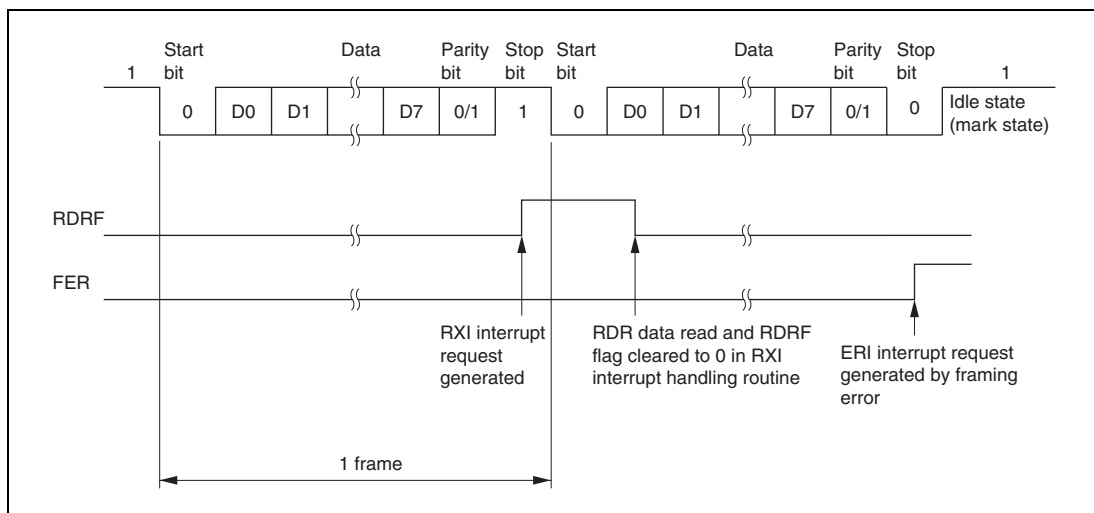 Start bit Data Parity bit Stop bit Start bit Data Parity bit Stop bit
1 1
0 D0 D1 D7 0/1 1 0 D0 D1 D7 0/1 0 Idle state (mark state)
RDRF
FER
RXI interrupt
request
generated
RDR data read and RDRF
flag cleared to 0 in RXI
interrupt handling routine
ERI interrupt request
generated by framing
error
1 frame